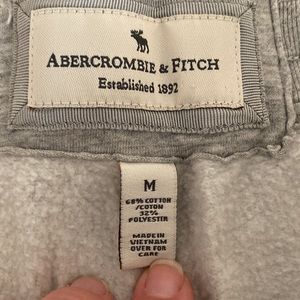 ABERCROMBIE & FITCH
Established 1892
M
68% COTTON
/COTON
32%
POLYESTER
MADE IN
VIETNAM
OVER FOR
CARE